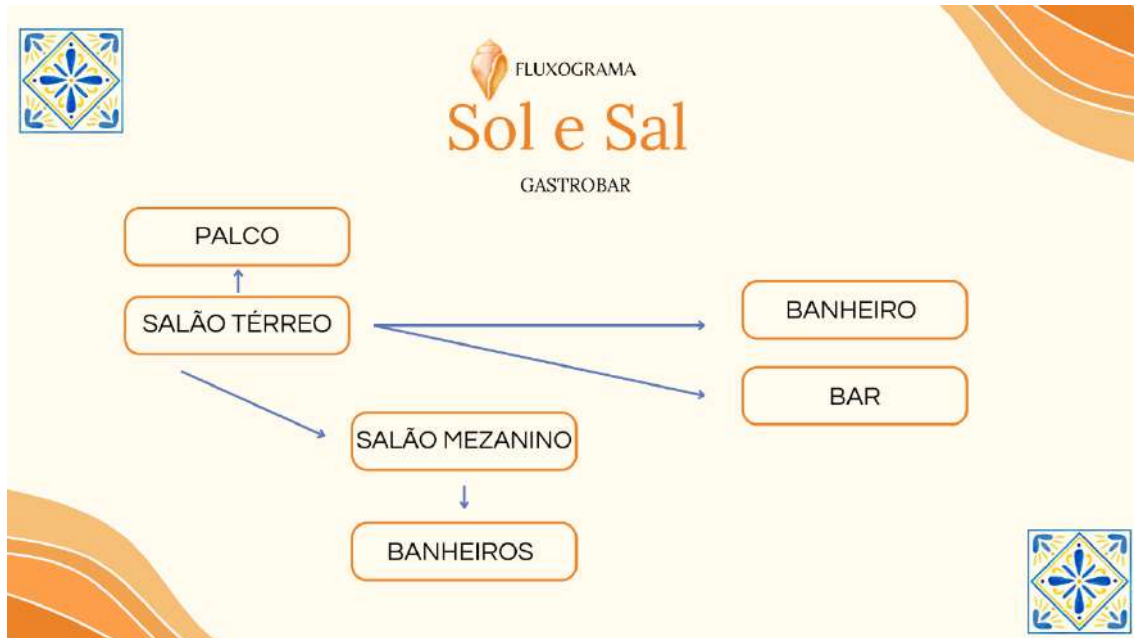 FLUXOGRAMA
Sol e Sal
GASTROBAR
PALCO
SALÃO TÉRREO
BANHEIRO
BAR
SALÃO MEZANINO
BANHEIROS